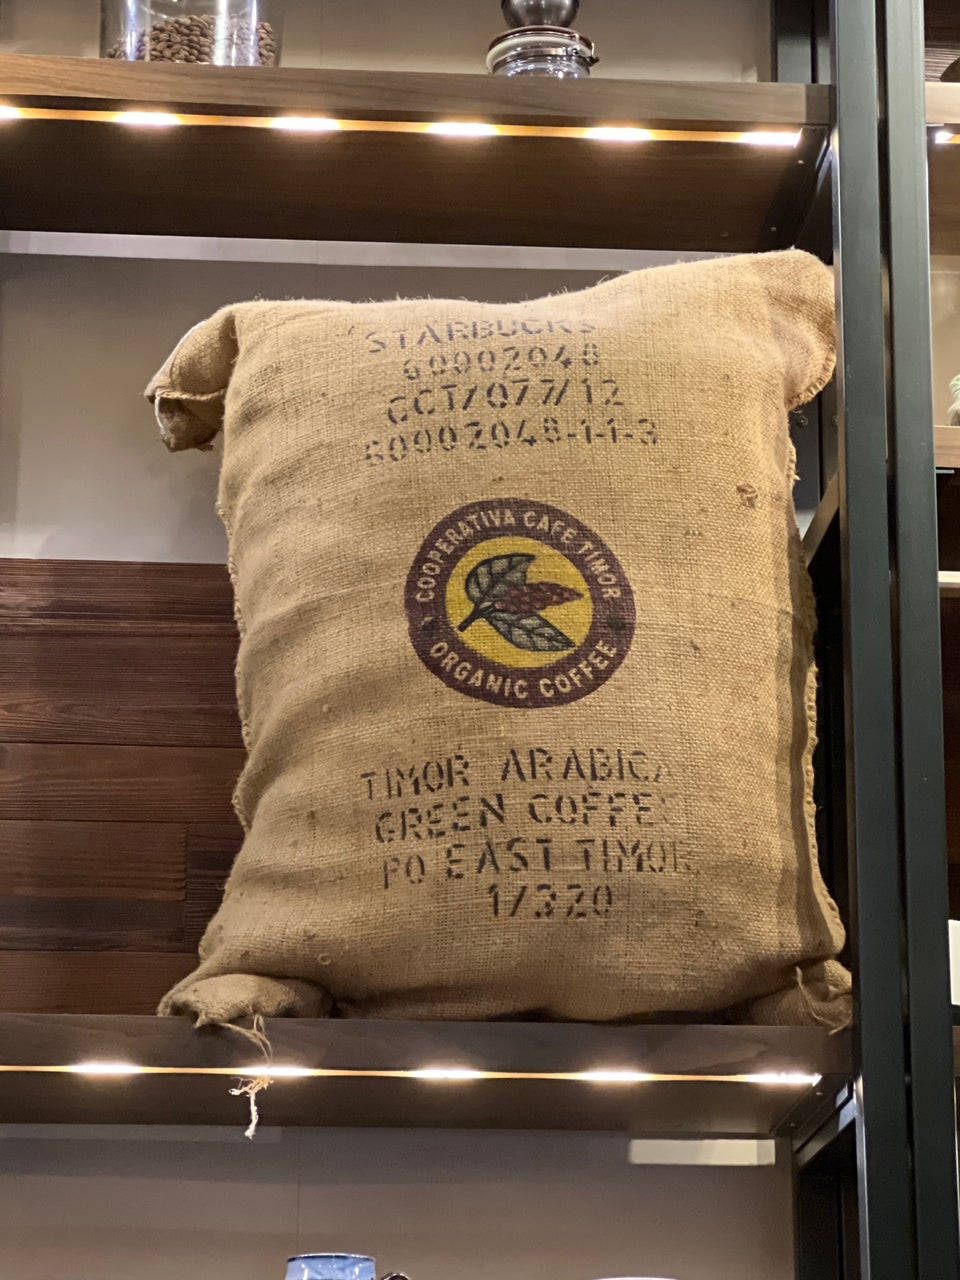 STARBUCKS
60002048
CCT/077/12
60002048-1-1-3
COOPERATIVA CAFE TIMOR
ORGANIC COFFEE
TIMOR ARABICA
GREEN COFFEE
PO EAST TIMOR
1/320